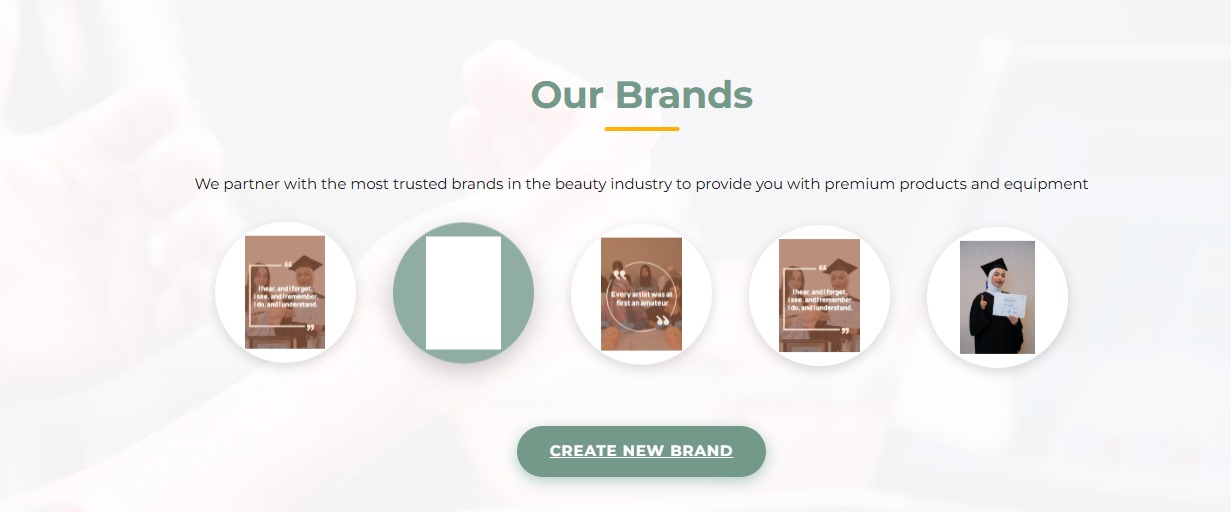 Our Brands
We partner with the most trusted brands in the beauty industry to provide you with premium products and equipment
“
I hear, and I forget.
I see, and I remember.
I do, and I understand.
”
“
Every artist was at
first an amateur
”
“
I hear, and I forget.
I see, and I remember.
I do, and I understand.
”
CREATE NEW BRAND